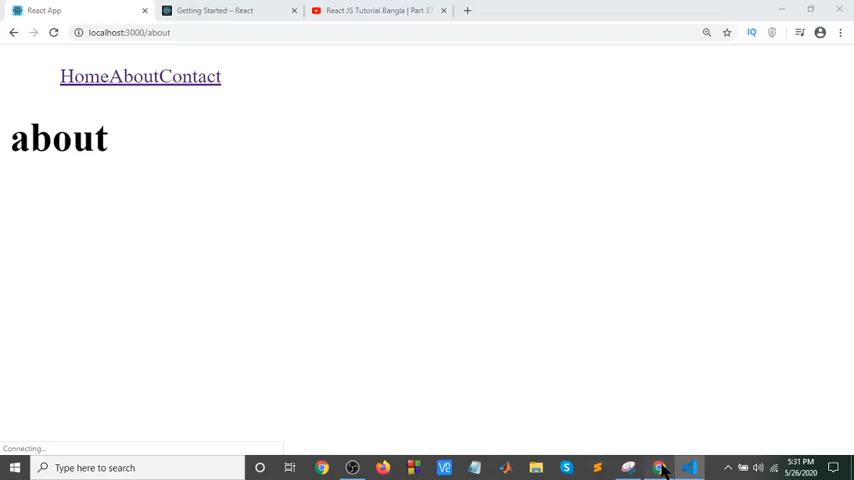 React App
Getting Started – React
React JS Tutorial Bangla | Part 37
localhost:3000/about
IQ
HomeAboutContact
about
Connecting...
Type here to search
5:31 PM
5/26/2020